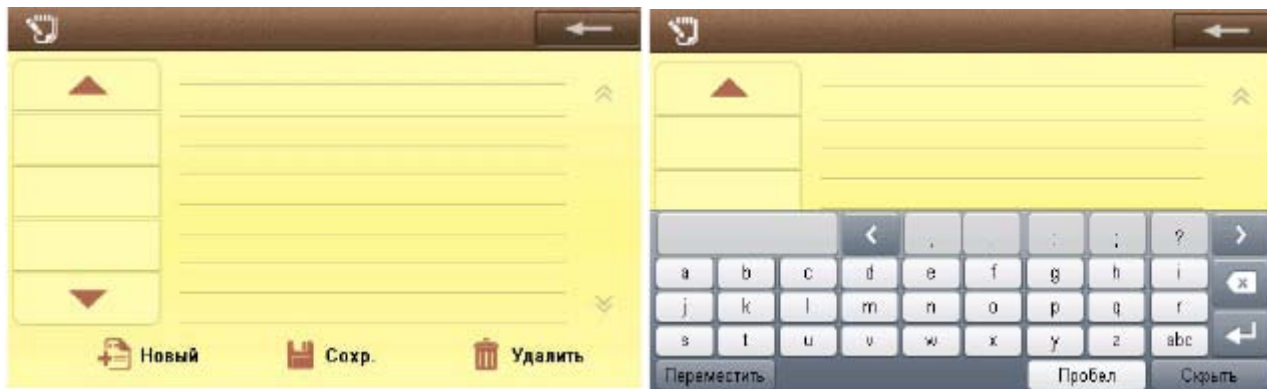 Новый Сохр. Удалить
< , . : ; ? >
a b c d e f g h i
j k l m n o p q r
s t u v w x y z abc
Переместить Пробел Скрыть